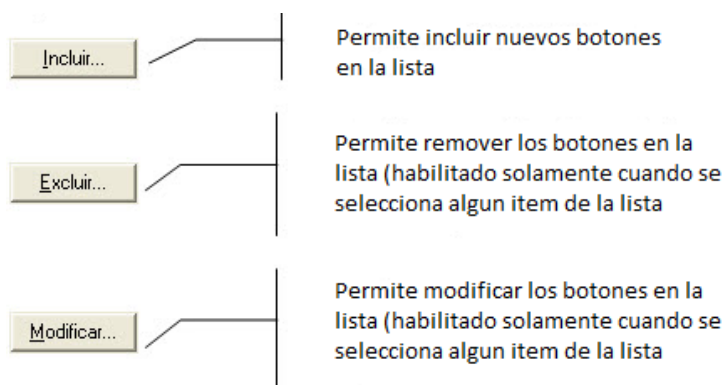 Incluir...
Permite incluir nuevos botones
en la lista
Excluir...
Permite remover los botones en la
lista (habilitado solamente cuando se
selecciona algun item de la lista
Modificar...
Permite modificar los botones en la
lista (habilitado solamente cuando se
selecciona algun item de la lista